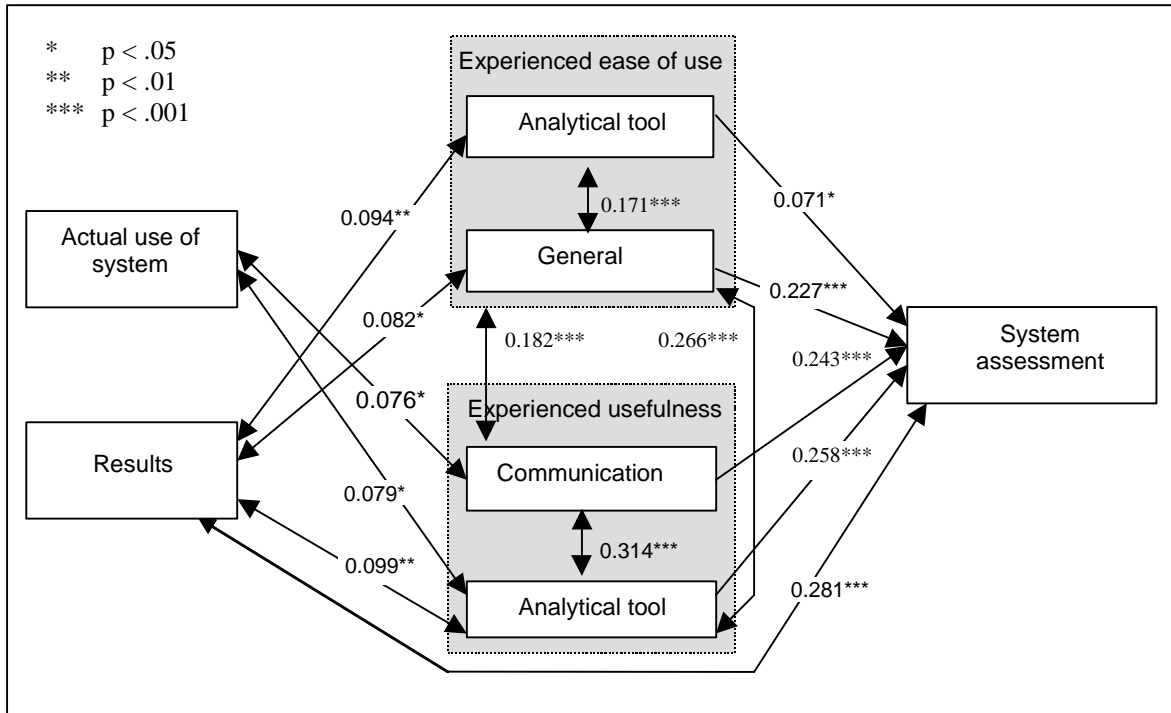 * p < .05
** p < .01
*** p < .001
Experienced ease of use
Analytical tool
0.171***
General
0.094**
0.071*
Actual use of
system
0.082*
0.227***
0.182***
0.266***
System
assessment
0.243***
0.076*
Experienced usefulness
Results
Communication
0.258***
0.079*
0.314***
0.099**
Analytical tool
0.281***